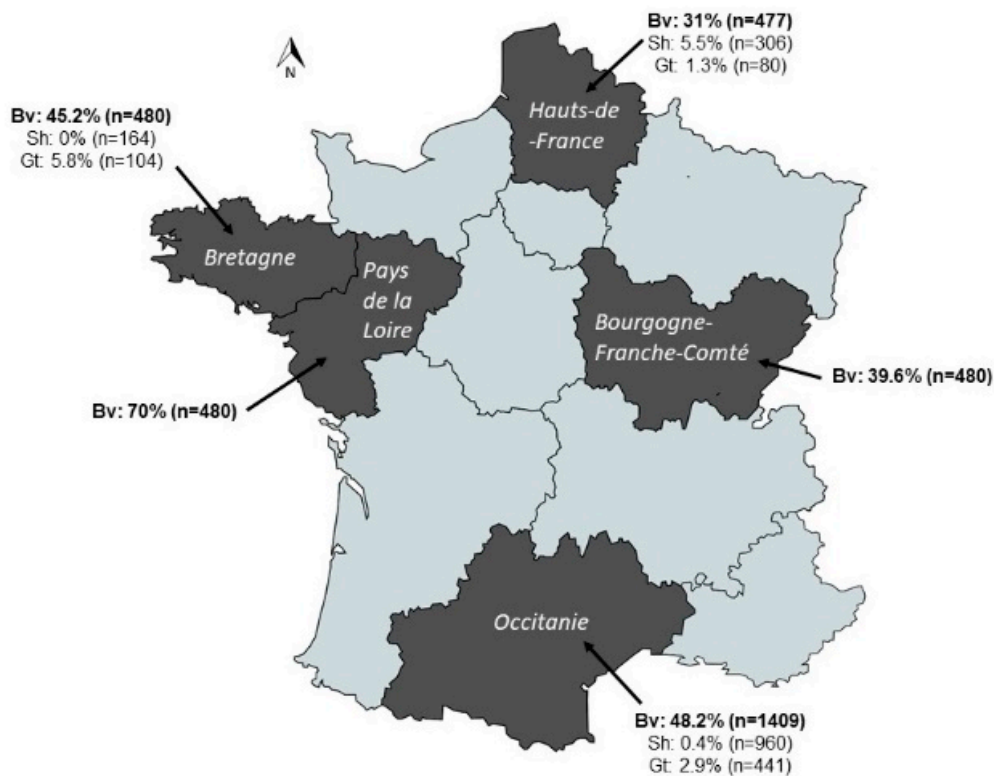 Bv: 31% (n=477)
Sh: 5.5% (n=306)
Gt: 1.3% (n=80)
N
Hauts-de
-France
Bv: 45.2% (n=480)
Sh: 0% (n=164)
Gt: 5.8% (n=104)
Bretagne
Pays
de la
Loire
Bourgogne-
Franche-Comté
Bv: 39.6% (n=480)
Bv: 70% (n=480)
Occitanie
Bv: 48.2% (n=1409)
Sh: 0.4% (n=960)
Gt: 2.9% (n=441)